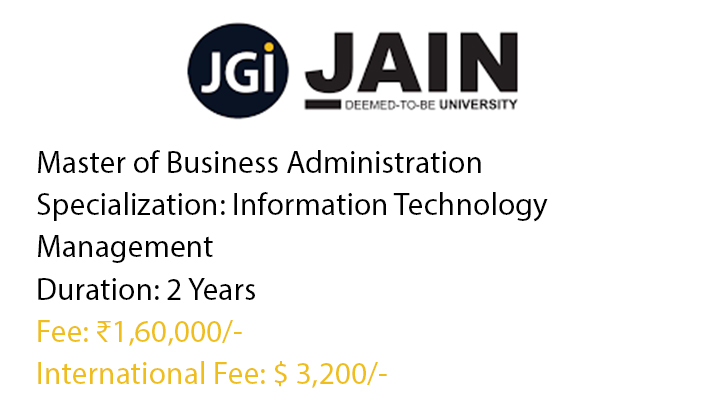 JGi JAIN
DEEMED-TO-BE UNIVERSITY
Master of Business Administration
Specialization: Information Technology
Management
Duration: 2 Years
Fee: ₹1,60,000/-
International Fee: $ 3,200/-